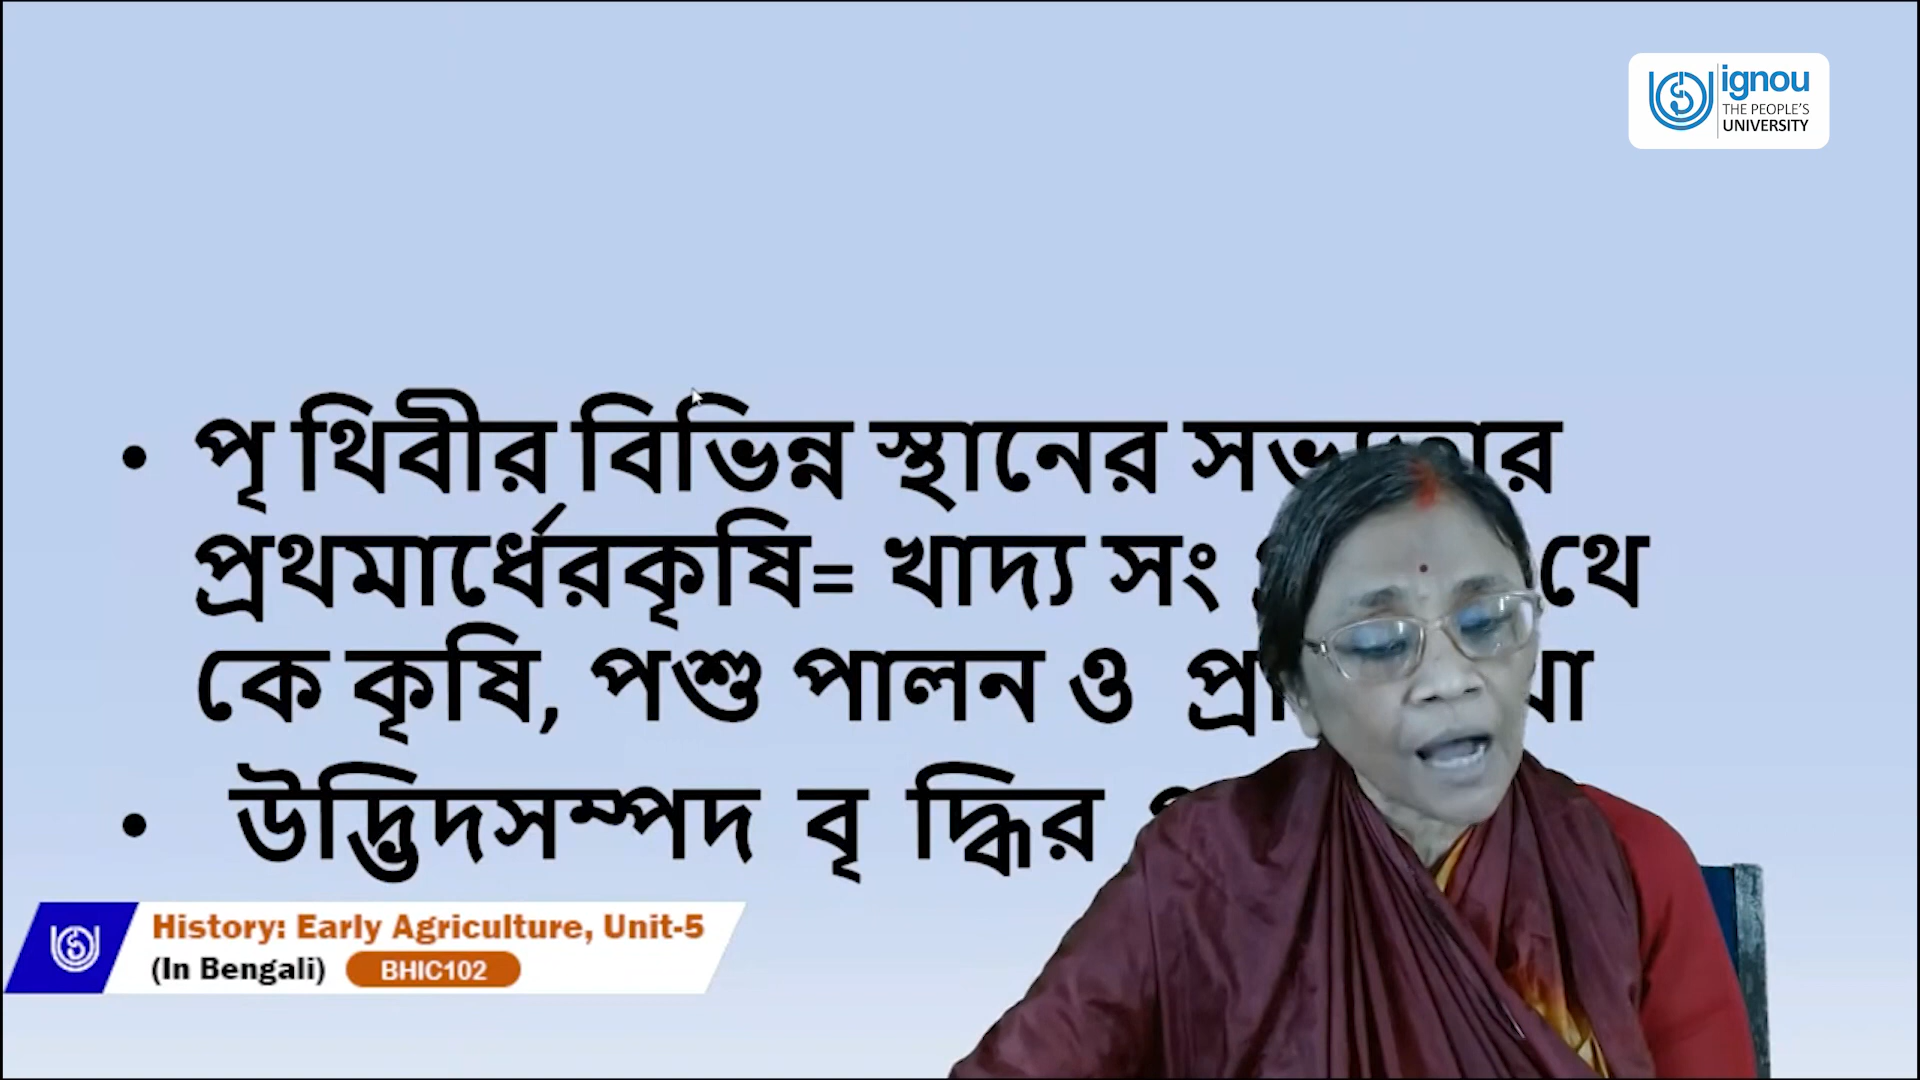 ignou
THE PEOPLE'S
UNIVERSITY
• পৃথিবীর বিভিন্ন স্থানের
প্রথমার্ধেরকৃষি= খাদ্য সং থে
কে কৃষি, পশু পালন ও
• উদ্ভিদসম্পদ বৃদ্ধির
History: Early Agriculture, Unit-5
(In Bengali) BHIC102